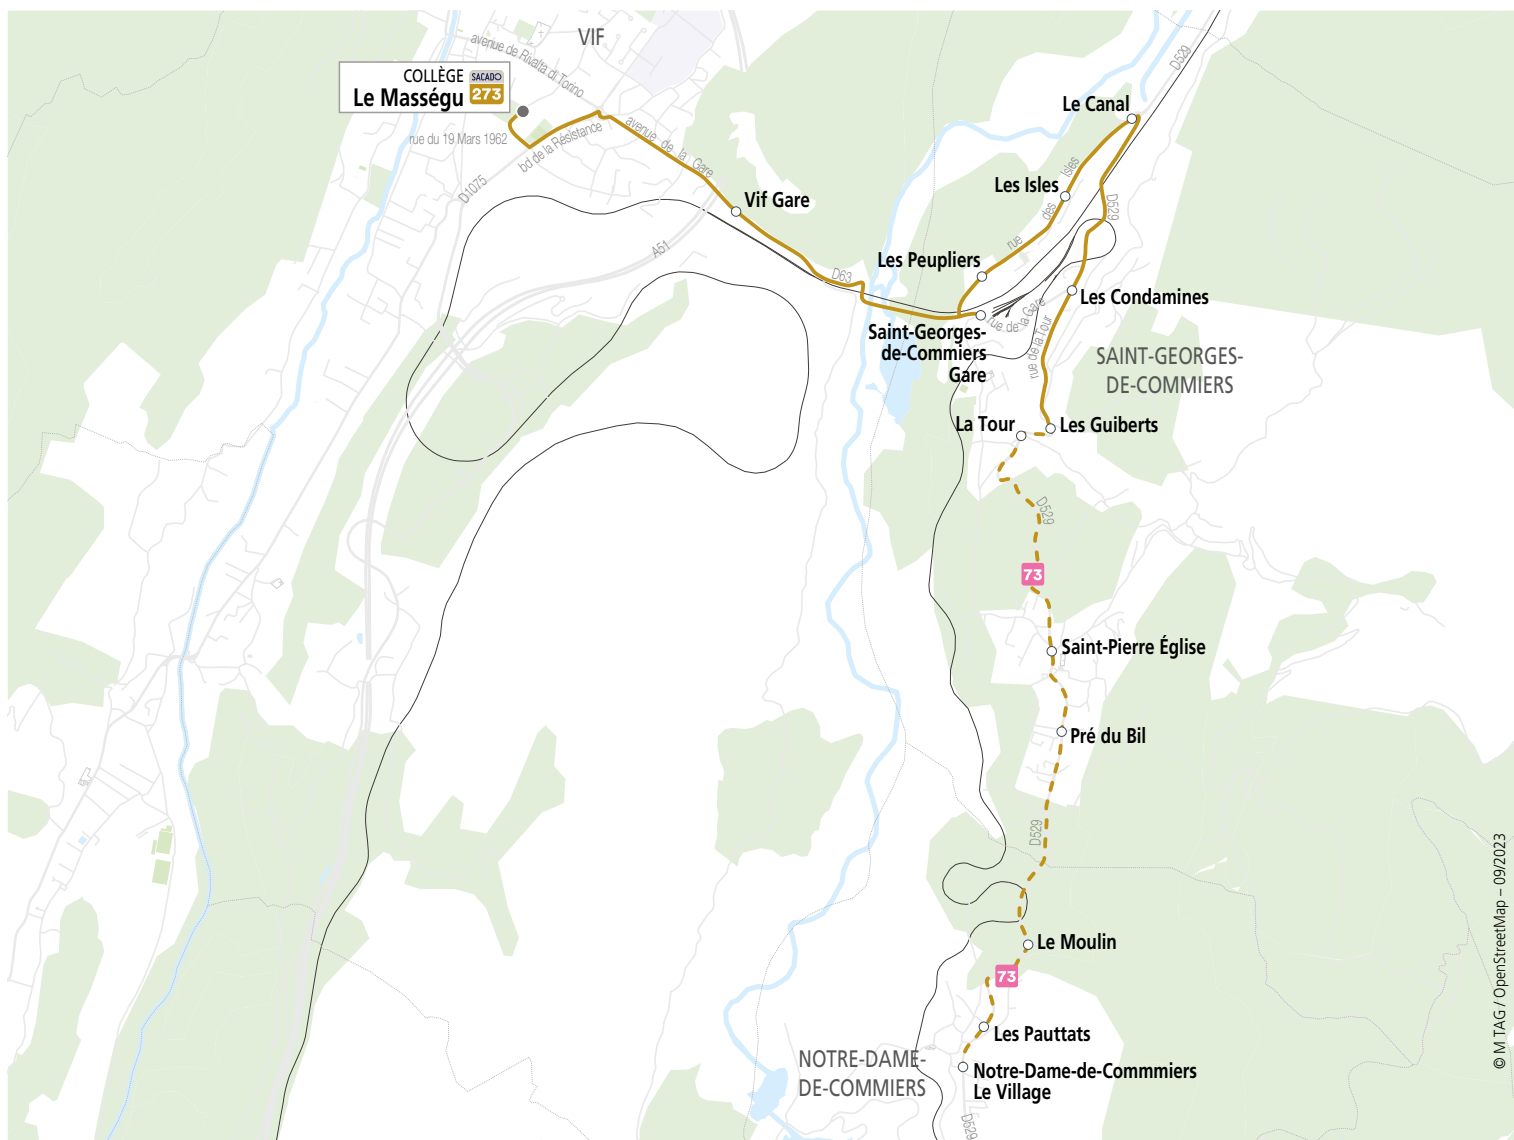 VIF
avenue de Rivalta di Torino
COLLÈGE SACADO
Le Masségu 273
rue du 19 Mars 1962
bd de la Résistance
avenue de la Gare
D1075
A51
Vif Gare
D63
D529
Le Canal
Les Isles
rue des Isles
D529
Les Peupliers
Les Condamines
rue de la Gare
Saint-Georges-
de-Commiers
Gare
rue de la Tour
SAINT-GEORGES-
DE-COMMIERS
La Tour
Les Guiberts
D529
73
Saint-Pierre Église
Pré du Bil
D529
Le Moulin
73
Les Pauttats
NOTRE-DAME-
DE-COMMIERS
Notre-Dame-de-Commmiers
Le Village
D529
© M TAG / OpenStreetMap – 09/2023